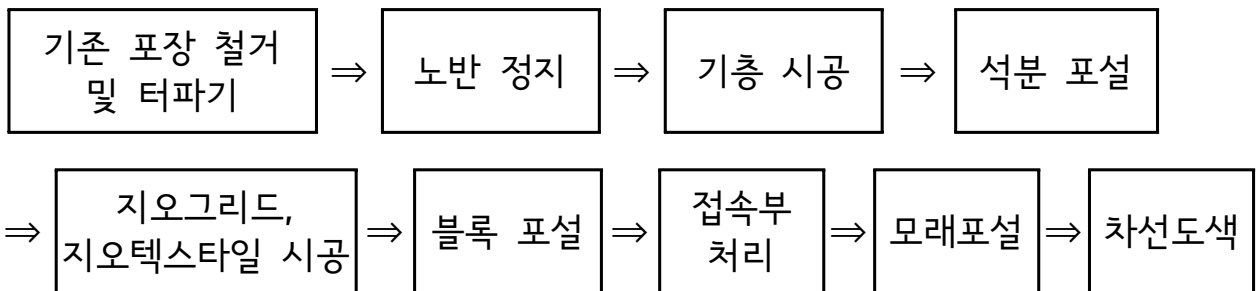 기존 포장 철거
및 터파기
⇒
노반 정지
⇒
기층 시공
⇒
석분 포설
⇒
지오그리드,
지오텍스타일 시공
⇒
블록 포설
⇒
접속부
처리
⇒
모래포설
⇒
차선도색